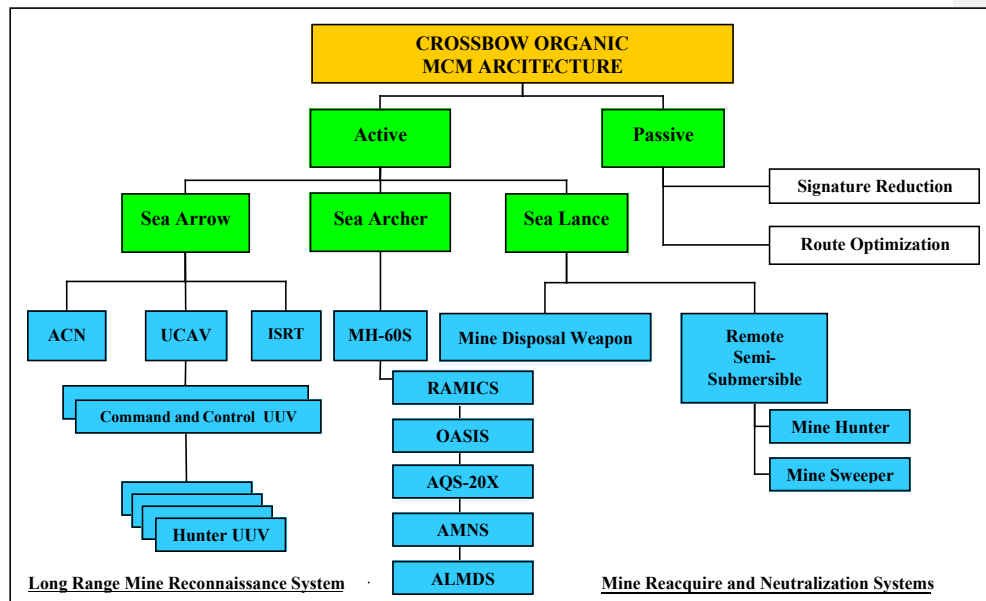 CROSSBOW ORGANIC
MCM ARCITECTURE
Active
Passive
Signature Reduction
Sea Arrow
Sea Archer
Sea Lance
Route Optimization
ACN
UCAV
ISRT
MH-60S
Mine Disposal Weapon
Remote
Semi-
Submersible
RAMICS
Command and Control UUV
Mine Hunter
OASIS
Mine Sweeper
AQS-20X
Hunter UUV
AMNS
ALMDS
Long Range Mine Reconnaissance System
Mine Reacquire and Neutralization Systems